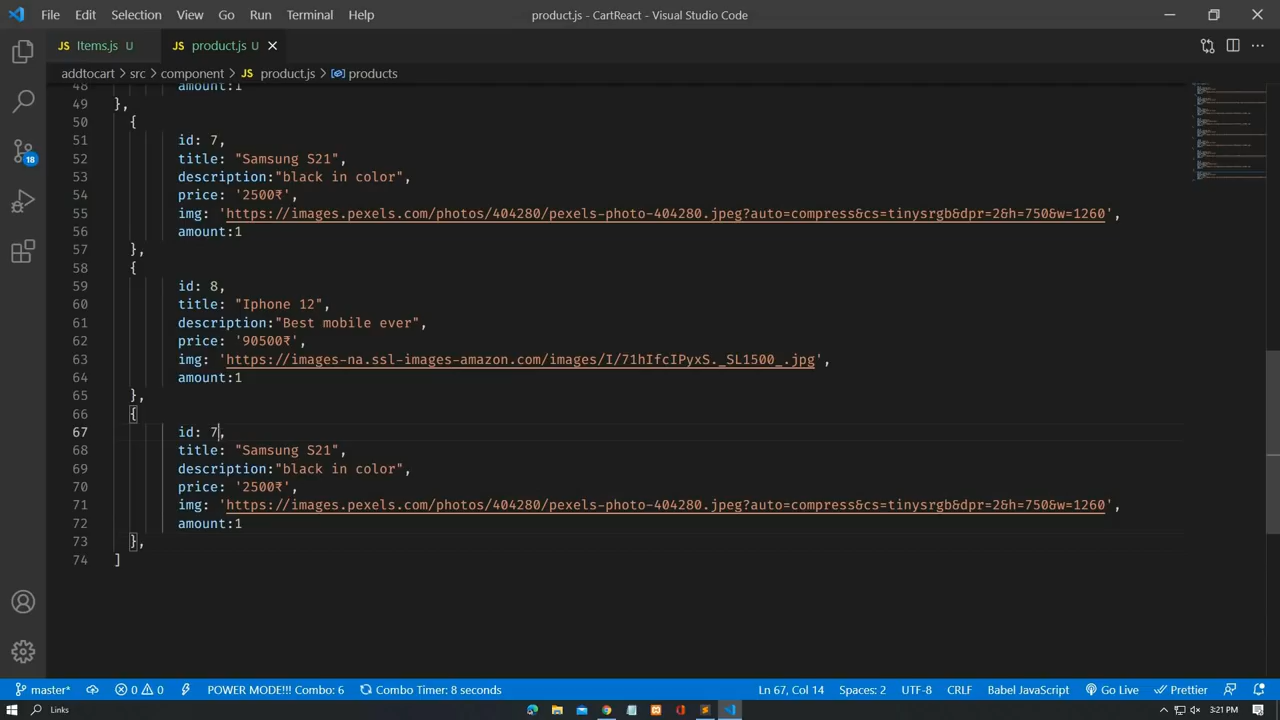 File Edit Selection View Go Run Terminal Help product.js - CartReact - Visual Studio Code
JS Items.js U JS product.js U
addtocart > src > component > JS product.js > products
48 amount:1
49 },
50 {
51 id: 7,
52 title: "Samsung S21",
53 description:"black in color",
54 price: '2500₹',
55 img: 'https://images.pexels.com/photos/404280/pexels-photo-404280.jpeg?auto=compress&cs=tinysrgb&dpr=2&h=750&w=1260',
56 amount:1
57 },
58 {
59 id: 8,
60 title: "Iphone 12",
61 description:"Best mobile ever",
62 price: '90500₹',
63 img: 'https://images-na.ssl-images-amazon.com/images/I/71hIfcIPyxS._SL1500_.jpg',
64 amount:1
65 },
66 {
67 id: 7,
68 title: "Samsung S21",
69 description:"black in color",
70 price: '2500₹',
71 img: 'https://images.pexels.com/photos/404280/pexels-photo-404280.jpeg?auto=compress&cs=tinysrgb&dpr=2&h=750&w=1260',
72 amount:1
73 },
74 ]
18
master* 0 0 POWER MODE!!! Combo: 6 Combo Timer: 8 seconds Ln 67, Col 14 Spaces: 2 UTF-8 CRLF Babel JavaScript Go Live Prettier
Links 3:21 PM